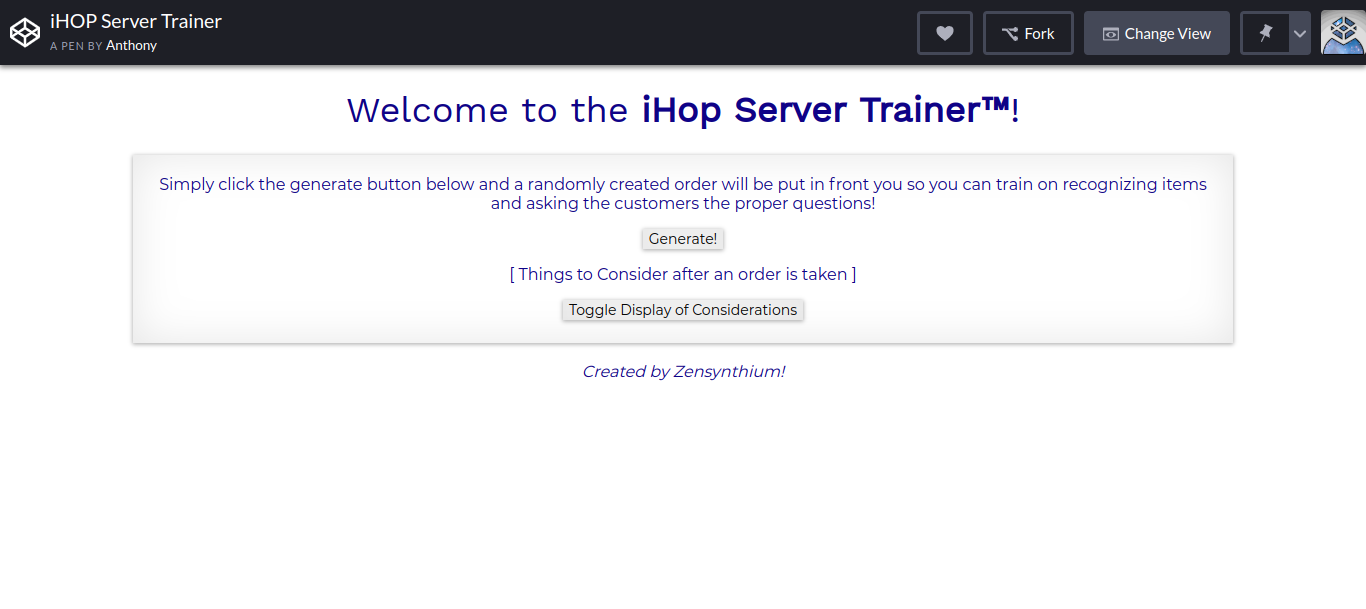 iHOP Server Trainer
A PEN BY Anthony
Fork
Change View
Welcome to the iHop Server Trainer™!
Simply click the generate button below and a randomly created order will be put in front you so you can train on recognizing items
and asking the customers the proper questions!
Generate!
[ Things to Consider after an order is taken ]
Toggle Display of Considerations
Created by Zensynthium!